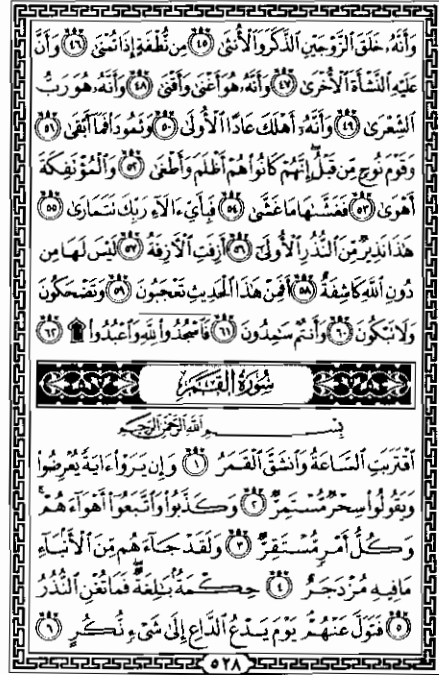 وَأَنَّهُۥ خَلَقَ ٱلزَّوۡجَيۡنِ ٱلذَّكَرَ وَٱلۡأُنثَىٰ ٤٥ مِن نُّطۡفَةٍ إِذَا تُمۡنَىٰ ٤٦ وَأَنَّ
عَلَيۡهِ ٱلنَّشۡأَةَ ٱلۡأُخۡرَىٰ ٤٧ وَأَنَّهُۥ هُوَ أَغۡنَىٰ وَأَقۡنَىٰ ٤٨ وَأَنَّهُۥ هُوَ رَبُّ
ٱلشِّعۡرَىٰ ٤٩ وَأَنَّهُۥٓ أَهۡلَكَ عَادًا ٱلۡأُولَىٰ ٥٠ وَثَمُودَاْ فَمَآ أَبۡقَىٰ ٥١
وَقَوۡمَ نُوحٍ مِّن قَبۡلُۖ إِنَّهُمۡ كَانُواْ هُمۡ أَظۡلَمَ وَأَطۡغَىٰ ٥٢ وَٱلۡمُؤۡتَفِكَةَ
أَهۡوَىٰ ٥٣ فَغَشَّىٰهَا مَا غَشَّىٰ ٥٤ فَبِأَيِّ ءَالَآءِ رَبِّكَ تَتَمَارَىٰ ٥٥
هَٰذَا نَذِيرٌ مِّنَ ٱلنُّذُرِ ٱلۡأُولَىٰٓ ٥٦ أَزِفَتِ ٱلۡأٓزِفَةُ ٥٧ لَيۡسَ لَهَا مِن
دُونِ ٱللَّهِ كَاشِفَةٌ ٥٨ أَفَمِنۡ هَٰذَا ٱلۡحَدِيثِ تَعۡجَبُونَ ٥٩ وَتَضۡحَكُونَ
وَلَا تَبۡكُونَ ٦٠ وَأَنتُمۡ سَٰمِدُونَ ٦١ فَٱسۡجُدُواْۤ لِلَّهِۤ وَٱعۡبُدُواْ ۩ ٦٢
سُورَةُ القَمَرِ
بِسۡمِ ٱللَّهِ ٱلرَّحۡمَٰنِ ٱلرَّحِيمِ
ٱقۡتَرَبَتِ ٱلسَّاعَةُ وَٱنشَقَّ ٱلۡقَمَرُ ١ وَإِن يَرَوۡاْ ءَايَةً يُعۡرِضُواْ
وَيَقُولُواْ سِحۡرٌ مُّسۡتَمِرٌّ ٢ وَكَذَّبُواْ وَٱتَّبَعُوٓاْ أَهۡوَآءَهُمۡۚ
وَكُلُّ أَمۡرٍ مُّسۡتَقِرٌّ ٣ وَلَقَدۡ جَآءَهُم مِّنَ ٱلۡأَنۢبَآءِ
مَا فِيهِ مُزۡدَجَرٌ ٤ حِكۡمَةٌۢ بَٰلِغَةٌۖ فَمَا تُغۡنِ ٱلنُّذُرُ
٥ فَتَوَلَّ عَنۡهُمۡۘ يَوۡمَ يَدۡعُ ٱلدَّاعِ إِلَىٰ شَيۡءٍ نُّكُرٍ ٦
٥٢٨